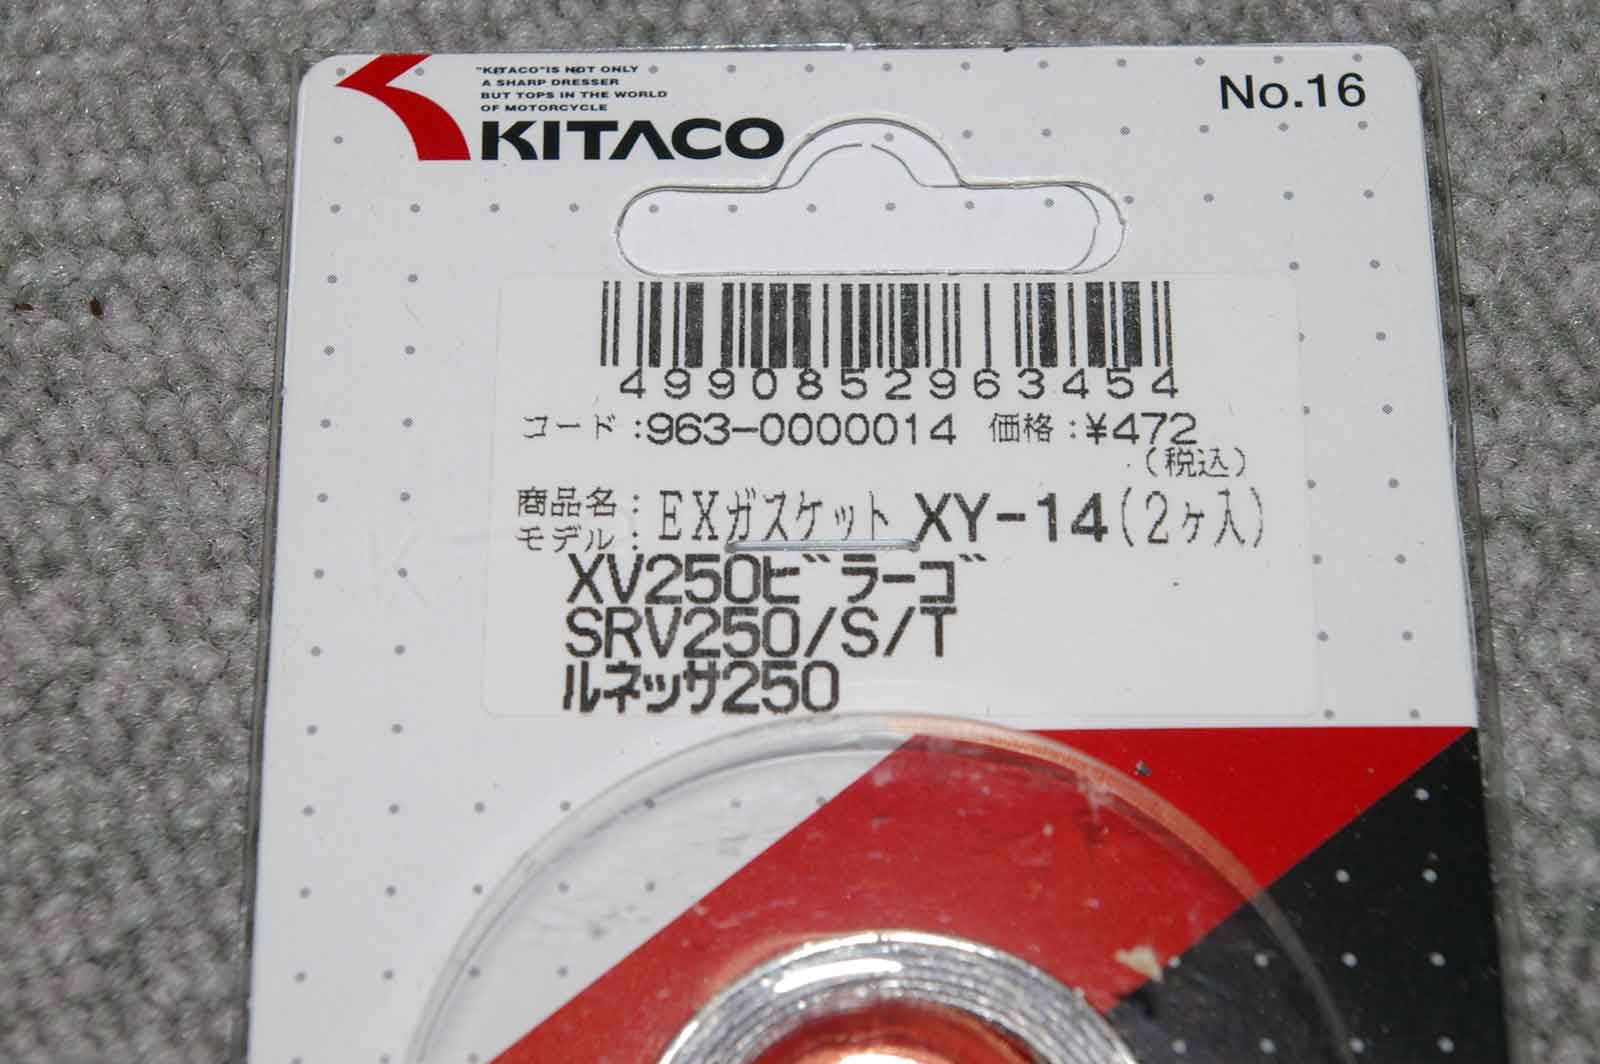 "KITACO"IS NOT ONLY
A SHARP DRESSER
BUT TOPS IN THE WORLD
OF MOTORCYCLE
KITACO
No.16
4990852963454
コード:963-0000014 価格:¥472
(税込)
商品名:EXガスケット XY-14(2ヶ入)
モデル:
XV250ビラーゴ
SRV250/S/T
ルネッサ250